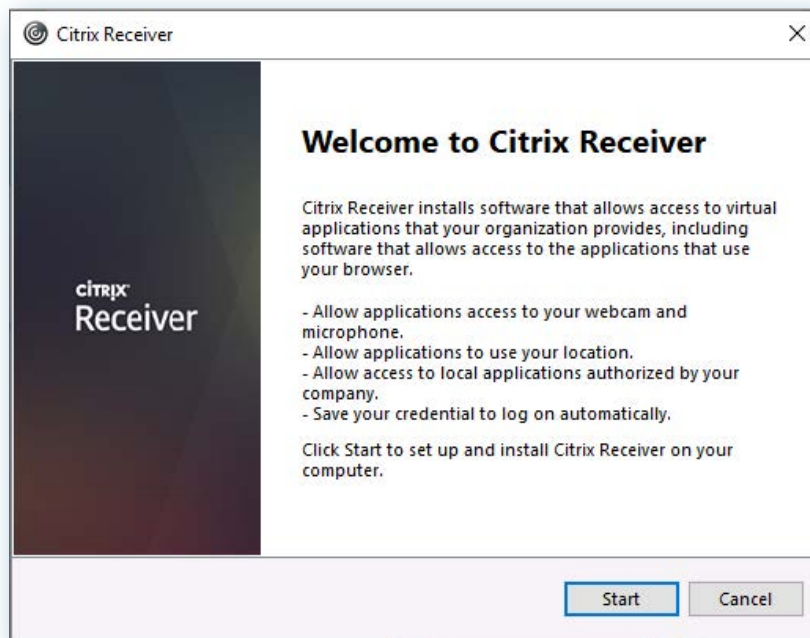 Citrix Receiver
Welcome to Citrix Receiver
Citrix Receiver installs software that allows access to virtual
applications that your organization provides, including
software that allows access to the applications that use
your browser.
- Allow applications access to your webcam and
microphone.
- Allow applications to use your location.
- Allow access to local applications authorized by your
company.
- Save your credential to log on automatically.
Click Start to set up and install Citrix Receiver on your
computer.
CİTRIX
Receiver
Start
Cancel